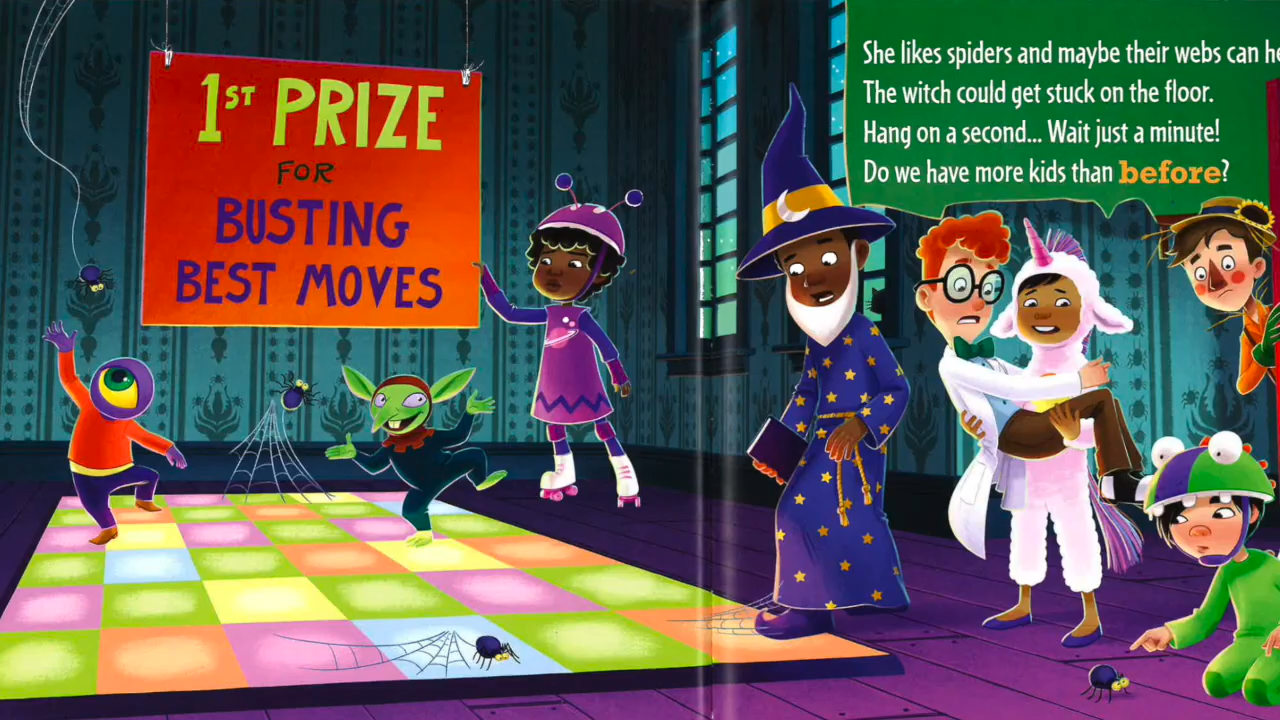 1ST PRIZE
FOR
BUSTING
BEST MOVES
She likes spiders and maybe their webs can
The witch could get stuck on the floor.
Hang on a second... Wait just a minute!
Do we have more kids than before?